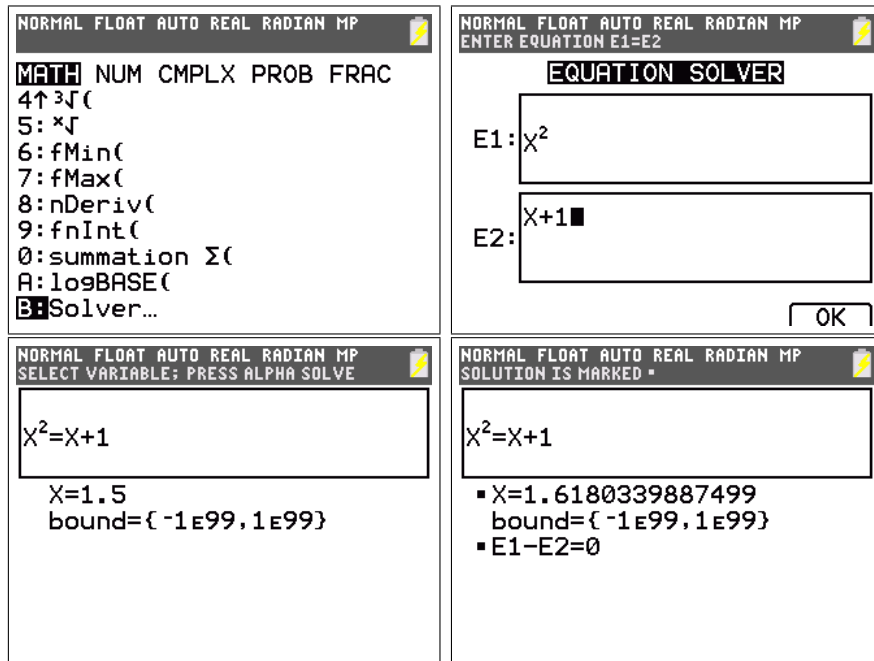 NORMAL FLOAT AUTO REAL RADIAN MP
MATH NUM CMPLX PROB FRAC
4↑³√(
5:ˣ√
6:fMin(
7:fMax(
8:nDeriv(
9:fnInt(
0:summation Σ(
A:logBASE(
B:Solver…
NORMAL FLOAT AUTO REAL RADIAN MP
ENTER EQUATION E1=E2
EQUATION SOLVER
E1:X²
E2:X+1
OK
NORMAL FLOAT AUTO REAL RADIAN MP
SELECT VARIABLE; PRESS ALPHA SOLVE
X²=X+1
X=1.5
bound={⁻1ᴇ99,1ᴇ99}
NORMAL FLOAT AUTO REAL RADIAN MP
SOLUTION IS MARKED ▪
X²=X+1
▪X=1.6180339887499
bound={⁻1ᴇ99,1ᴇ99}
▪E1-E2=0